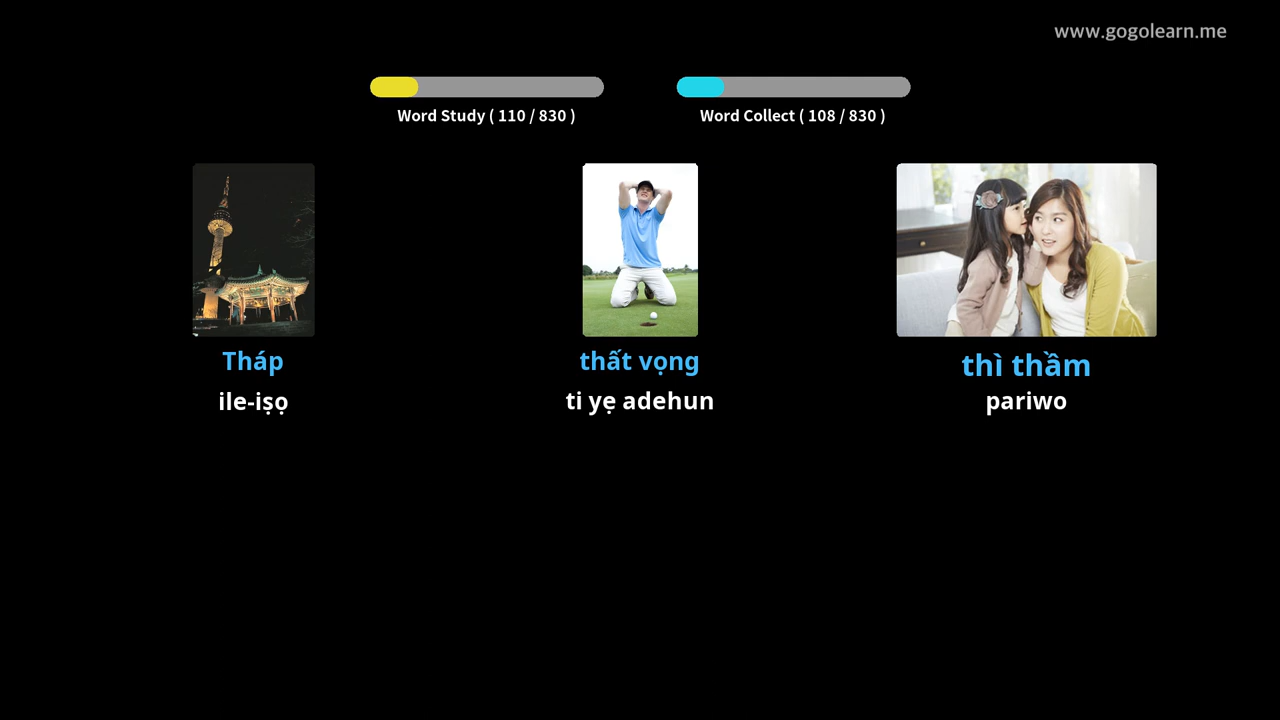 www.gogolearn.me
Word Study ( 110 / 830 )
Word Collect ( 108 / 830 )
Tháp
thất vọng
thì thầm
ile-iṣọ
ti yẹ adehun
pariwo